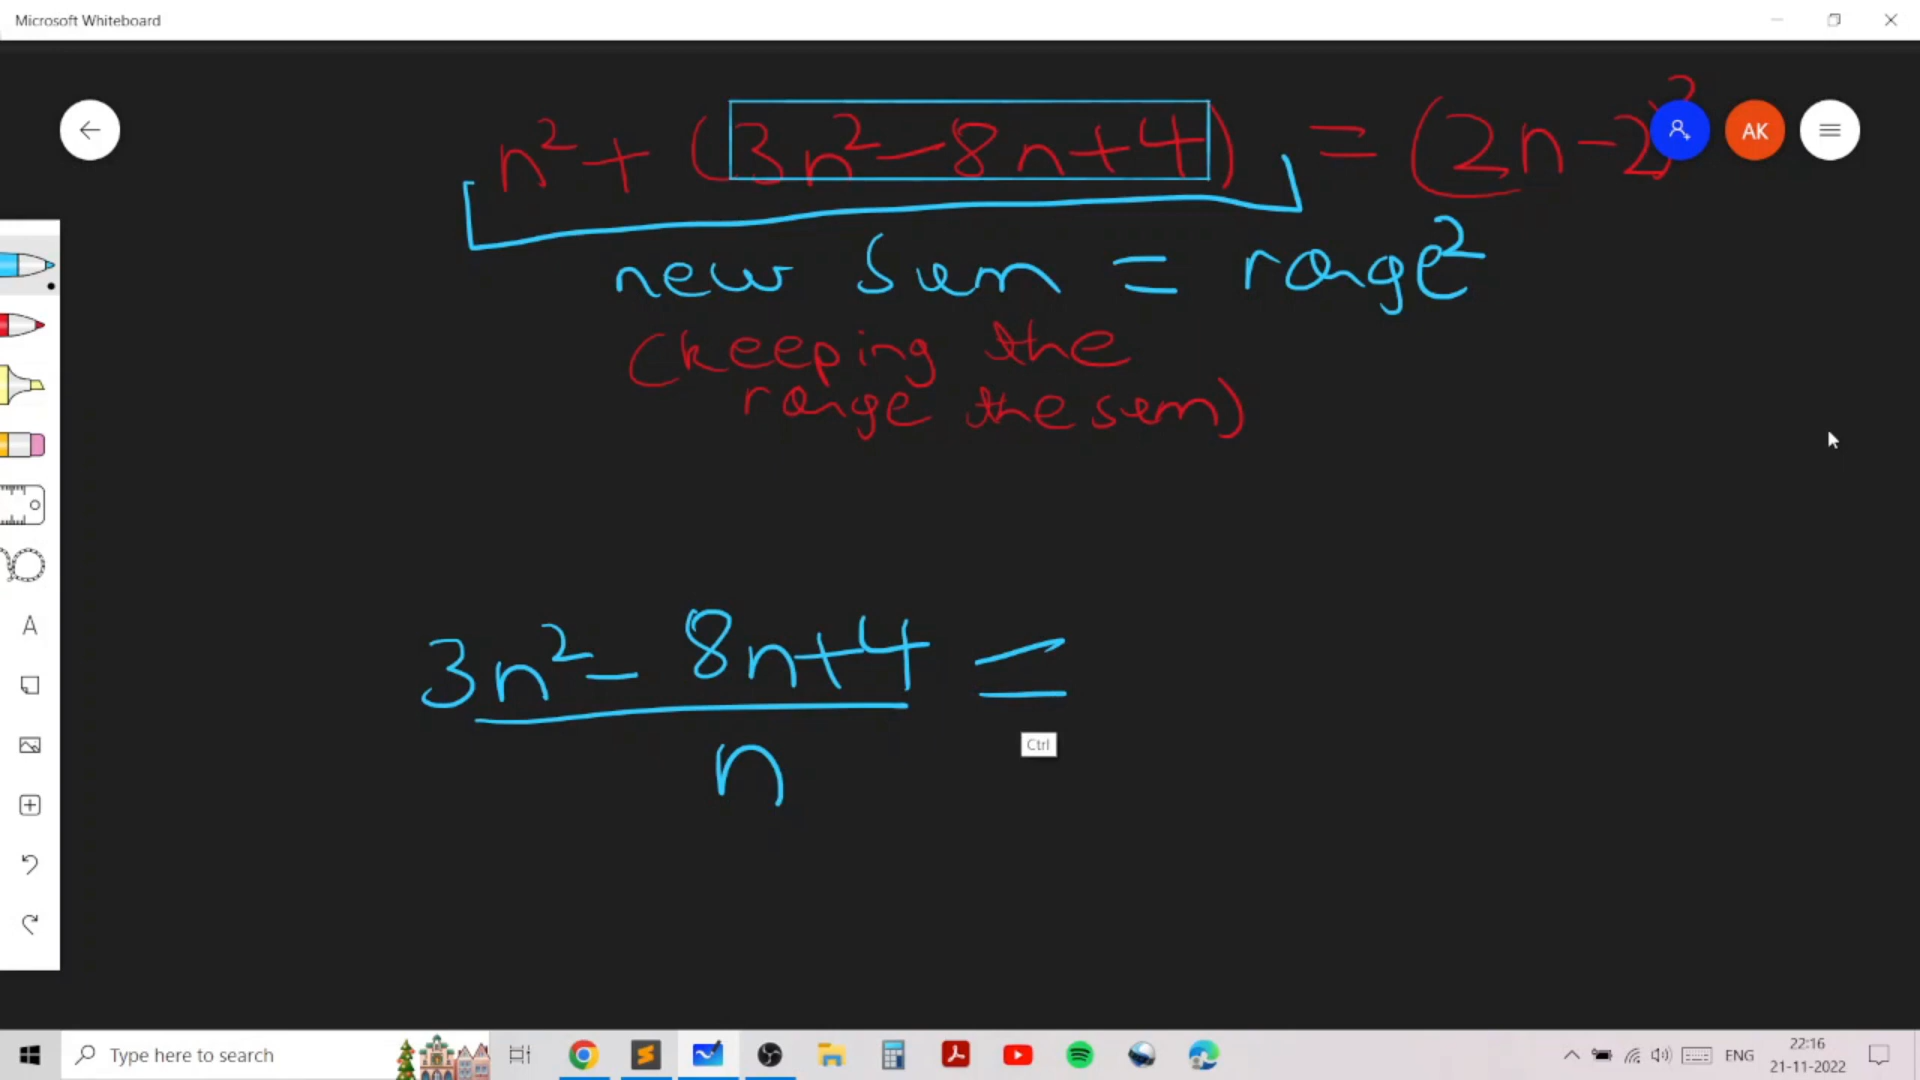 Microsoft Whiteboard
n² + (3n² - 8n + 4) = (2n - 2)²
AK
new sum = range²
(keeping the
range the sum)
A
3n² - 8n + 4 =
n
Ctrl
Type here to search
ENG
22:16
21-11-2022